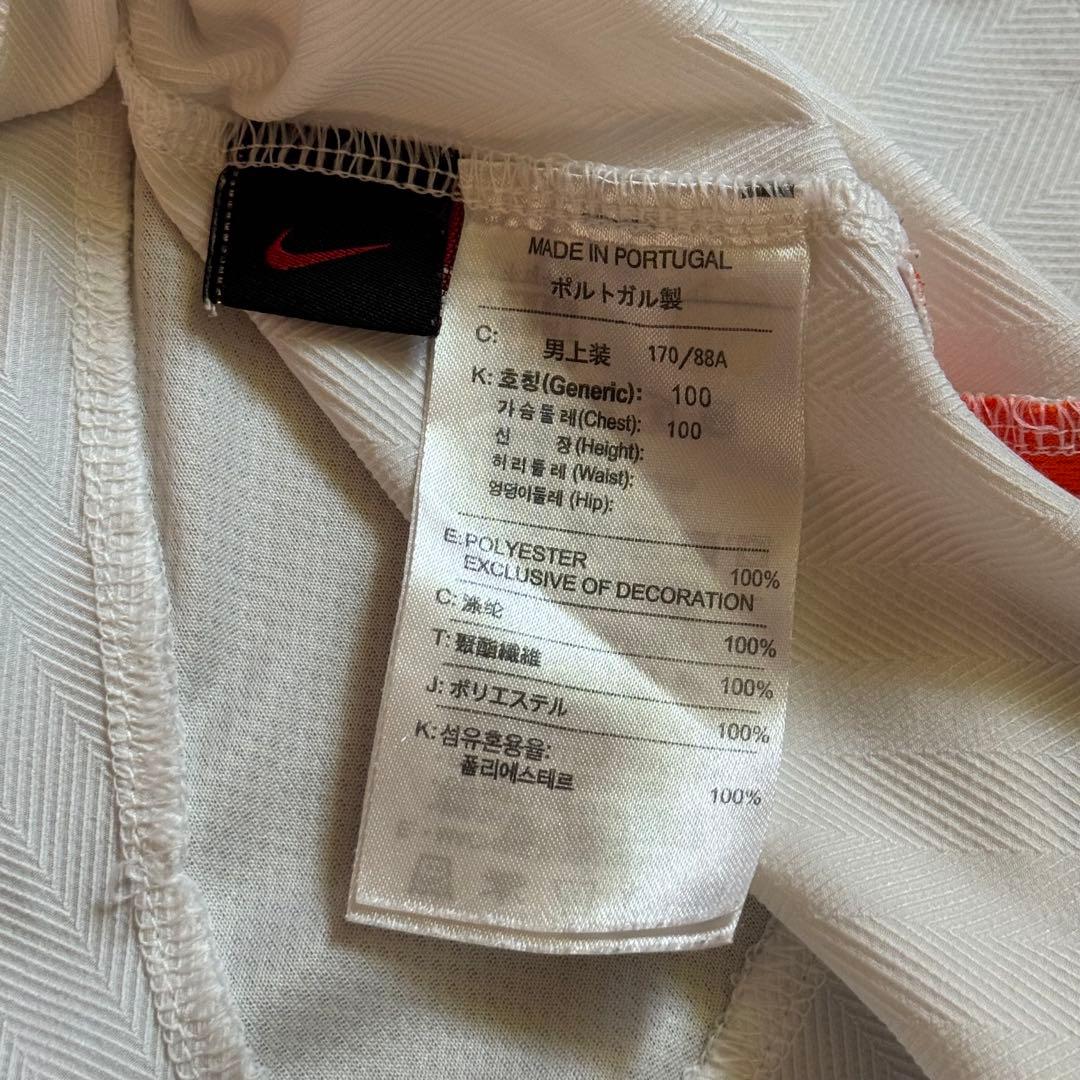 MADE IN PORTUGAL
ポルトガル製
C: 男上装 170/88A
K: 호칭(Generic): 100
가슴둘레(Chest): 100
신 장(Height):
허리둘레(Waist):
엉덩이둘레(Hip):
E: POLYESTER 100%
EXCLUSIVE OF DECORATION
C: 涤纶 100%
T: 聚酯纖維 100%
J: ポリエステル 100%
K: 섬유혼용율:
폴리에스테르 100%